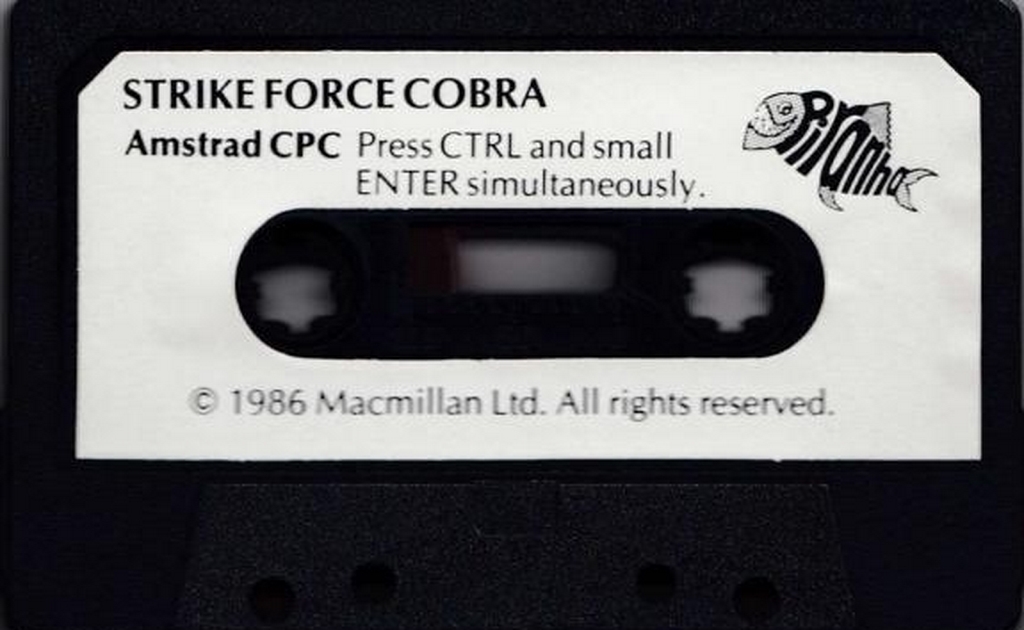 STRIKE FORCE COBRA
Amstrad CPC Press CTRL and small
ENTER simultaneously.
Piranha
© 1986 Macmillan Ltd. All rights reserved.